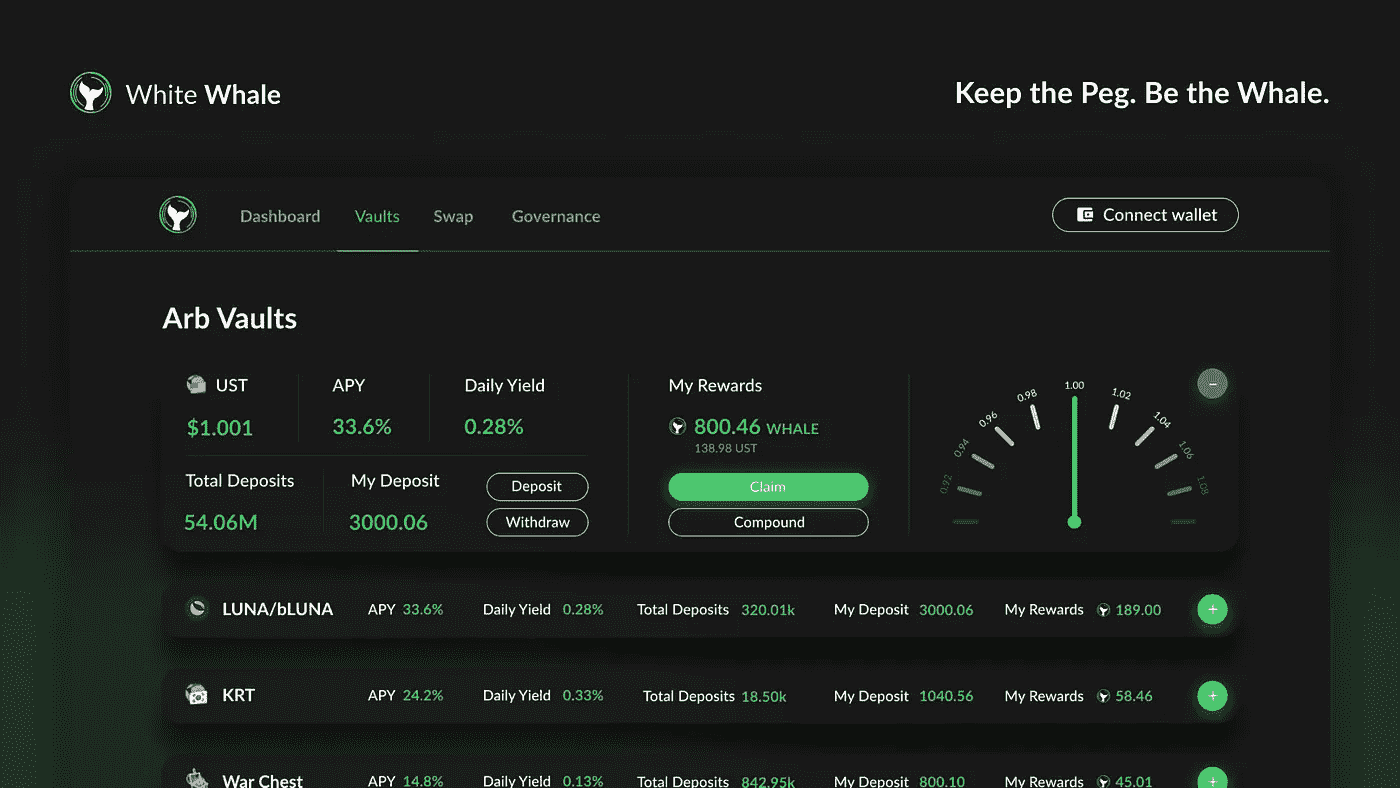 White Whale
Keep the Peg. Be the Whale.
Dashboard Vaults Swap Governance
Connect wallet
Arb Vaults
UST APY Daily Yield
$1.001 33.6% 0.28%
Total Deposits My Deposit Deposit
54.06M 3000.06 Withdraw
My Rewards
800.46 WHALE
138.98 UST
Claim
Compound
0.92 0.94 0.96 0.98 1.00 1.02 1.04 1.06 1.08
LUNA/bLUNA APY 33.6% Daily Yield 0.28% Total Deposits 320.01k My Deposit 3000.06 My Rewards 189.00
KRT APY 24.2% Daily Yield 0.33% Total Deposits 18.50k My Deposit 1040.56 My Rewards 58.46
War Chest APY 14.8% Daily Yield 0.13% Total Deposits 842.95k My Deposit 800.10 My Rewards 45.01